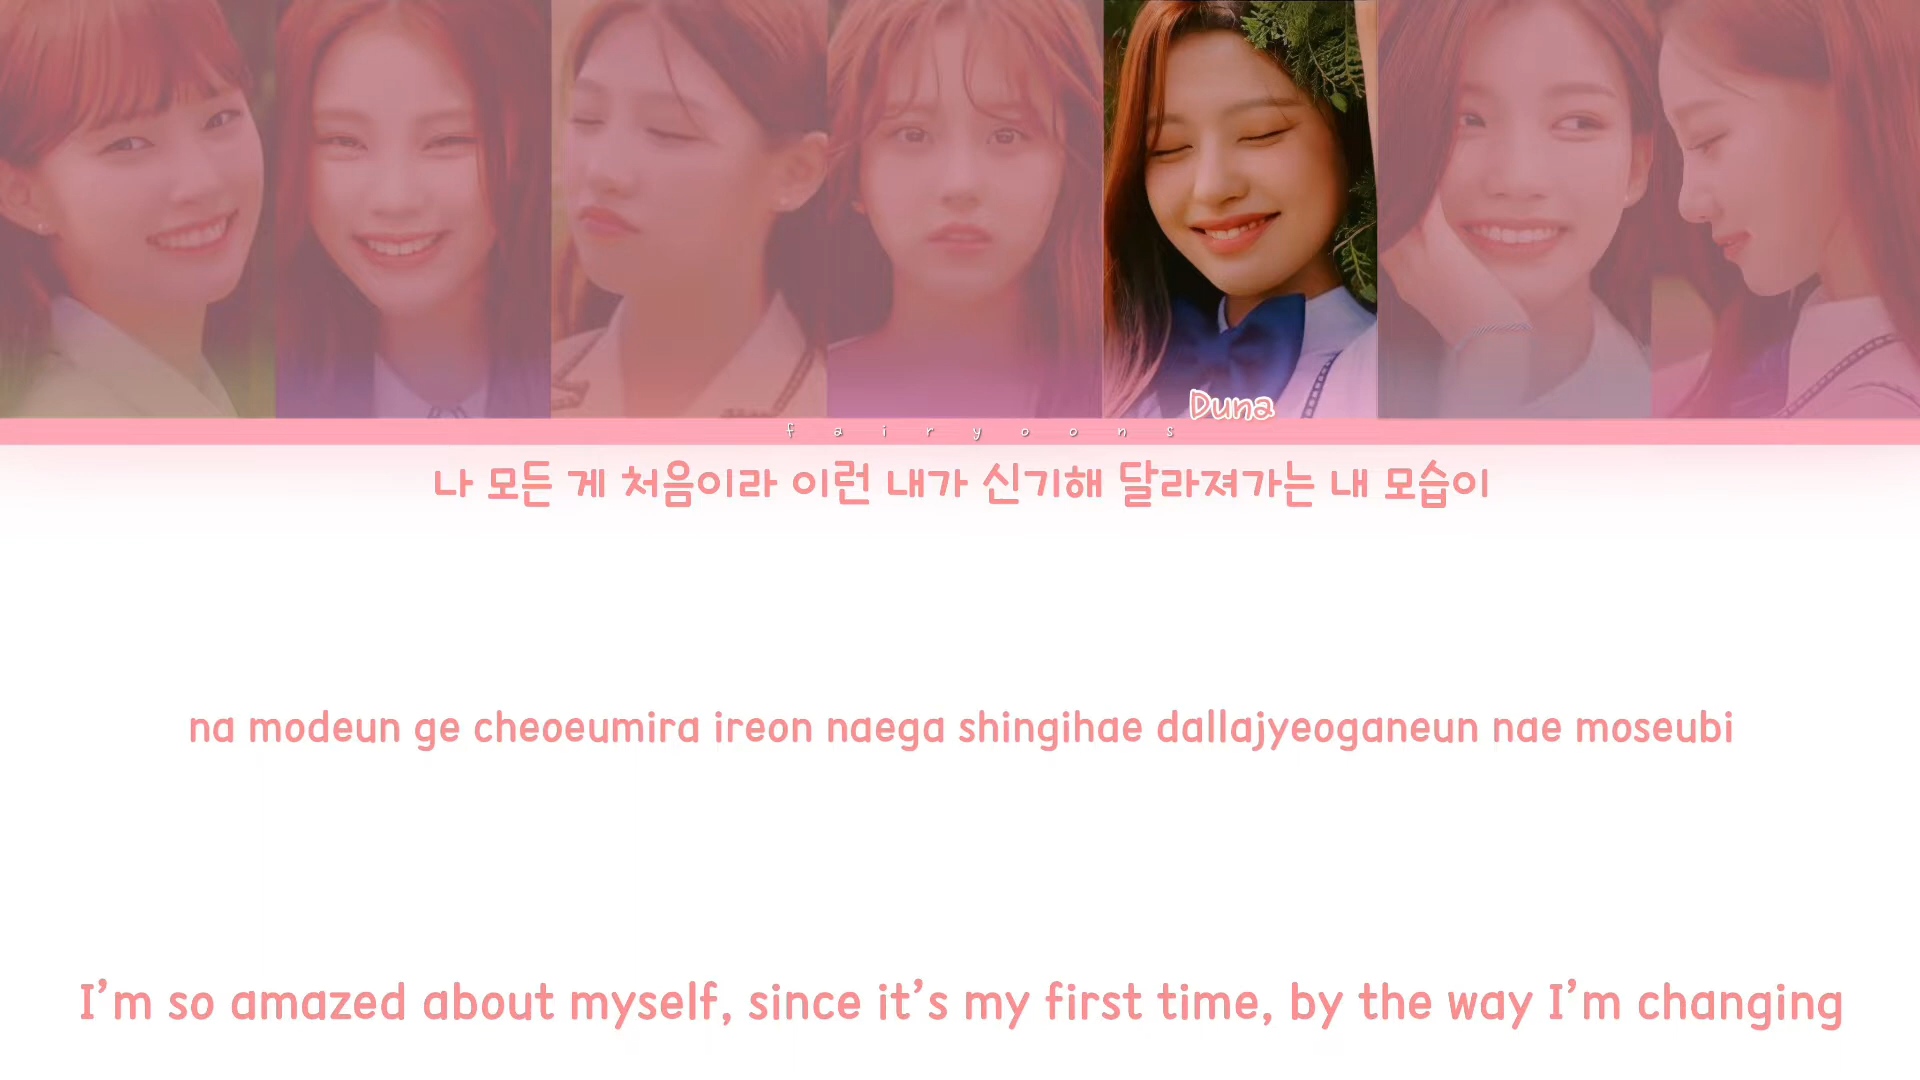 Duna
fairyoons
나 모든 게 처음이라 이런 내가 신기해 달라져가는 내 모습이
na modeun ge cheoeumira ireon naega shingihae dallajyeoganeun nae moseubi
I'm so amazed about myself, since it's my first time, by the way I'm changing